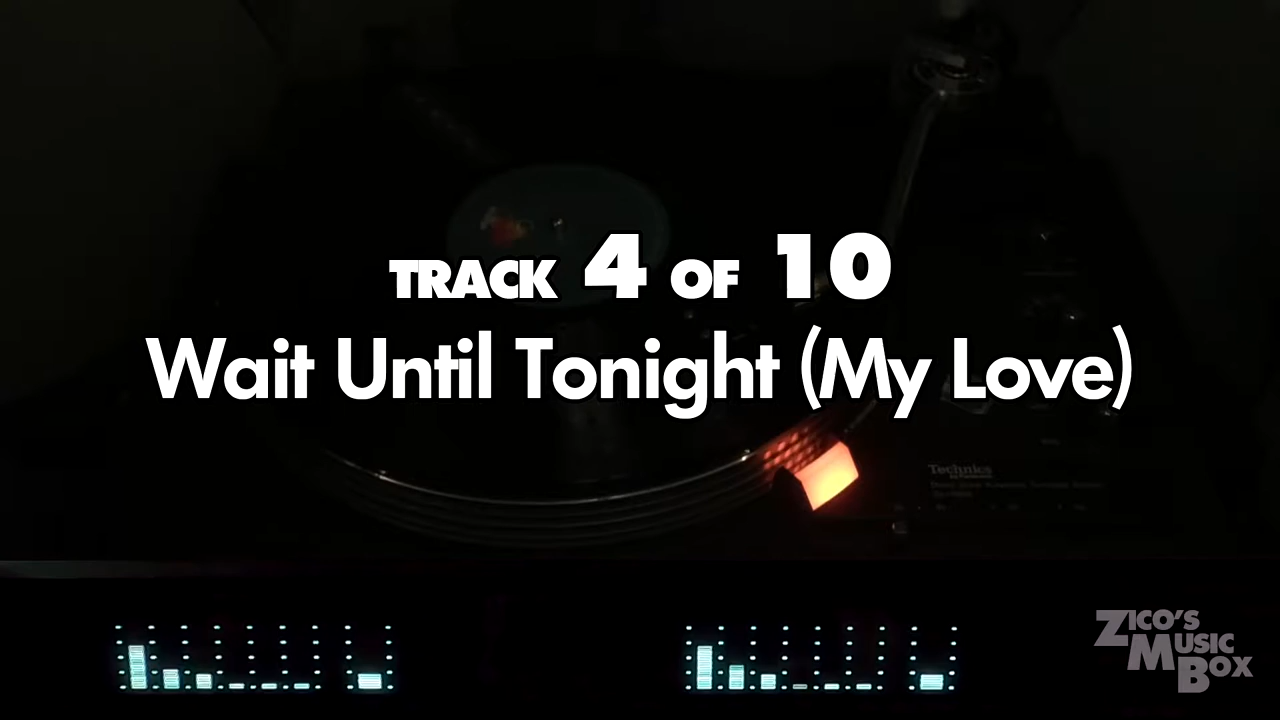 TRACK 4 OF 10
Wait Until Tonight (My Love)
Technics
ZICO'S
MUSIC
BOX